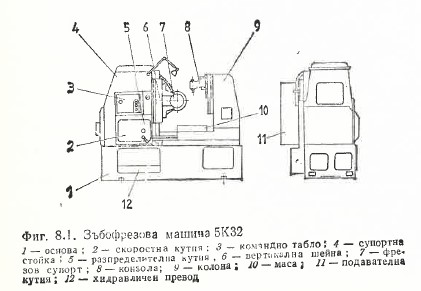 4
5
6
7
8
9
3
2
1
10
11
12
Фиг. 8.1. Зъбофрезова машина 5К32
1 — основа; 2 — скоростна кутия; 3 — командно табло; 4 — супортна
стойка; 5 — разпределителна кутия, 6 — вертикална шейна; 7 — фре-
зов супорт; 8 — конзола; 9 — колона; 10 — маса; 11 — подавателна
кутия; 12 — хидравличен превод